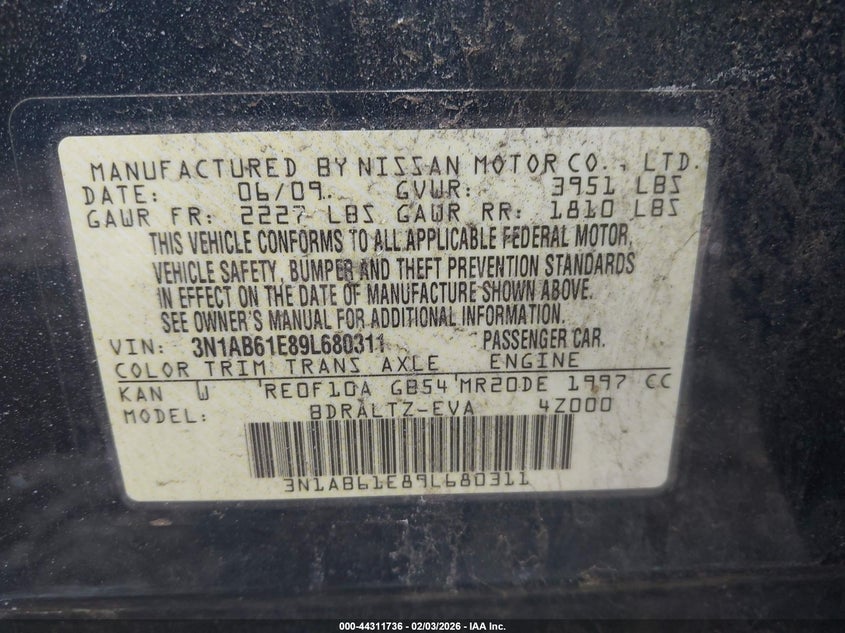 MANUFACTURED BY NISSAN MOTOR CO., LTD.
DATE: 06/09. GVWR: 3951 LBS
GAWR FR: 2227 LBS GAWR RR: 1810 LBS
THIS VEHICLE CONFORMS TO ALL APPLICABLE FEDERAL MOTOR
VEHICLE SAFETY, BUMPER AND THEFT PREVENTION STANDARDS
IN EFFECT ON THE DATE OF MANUFACTURE SHOWN ABOVE.
SEE OWNER'S MANUAL FOR ADDITIONAL INFORMATION.
VIN: 3N1AB61E89L680311 PASSENGER CAR.
COLOR TRIM TRANS AXLE ENGINE
KAN W RE0F10A GB54 MR20DE 1997 CC
MODEL: BDRALTZ-EVA 4Z000
3N1AB61E89L680311
000-44311736 - 02/03/2026 - IAA Inc.